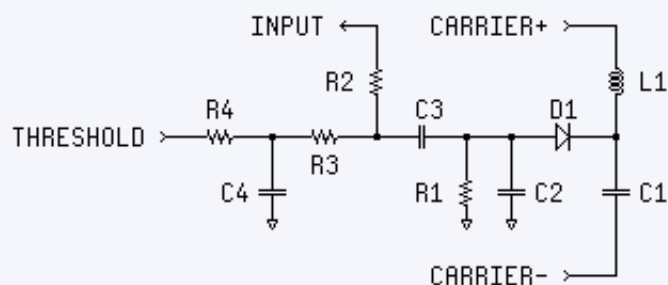 INPUT
CARRIER+
R2
L1
R4
C3
D1
THRESHOLD
R3
C4
R1
C2
C1
CARRIER-